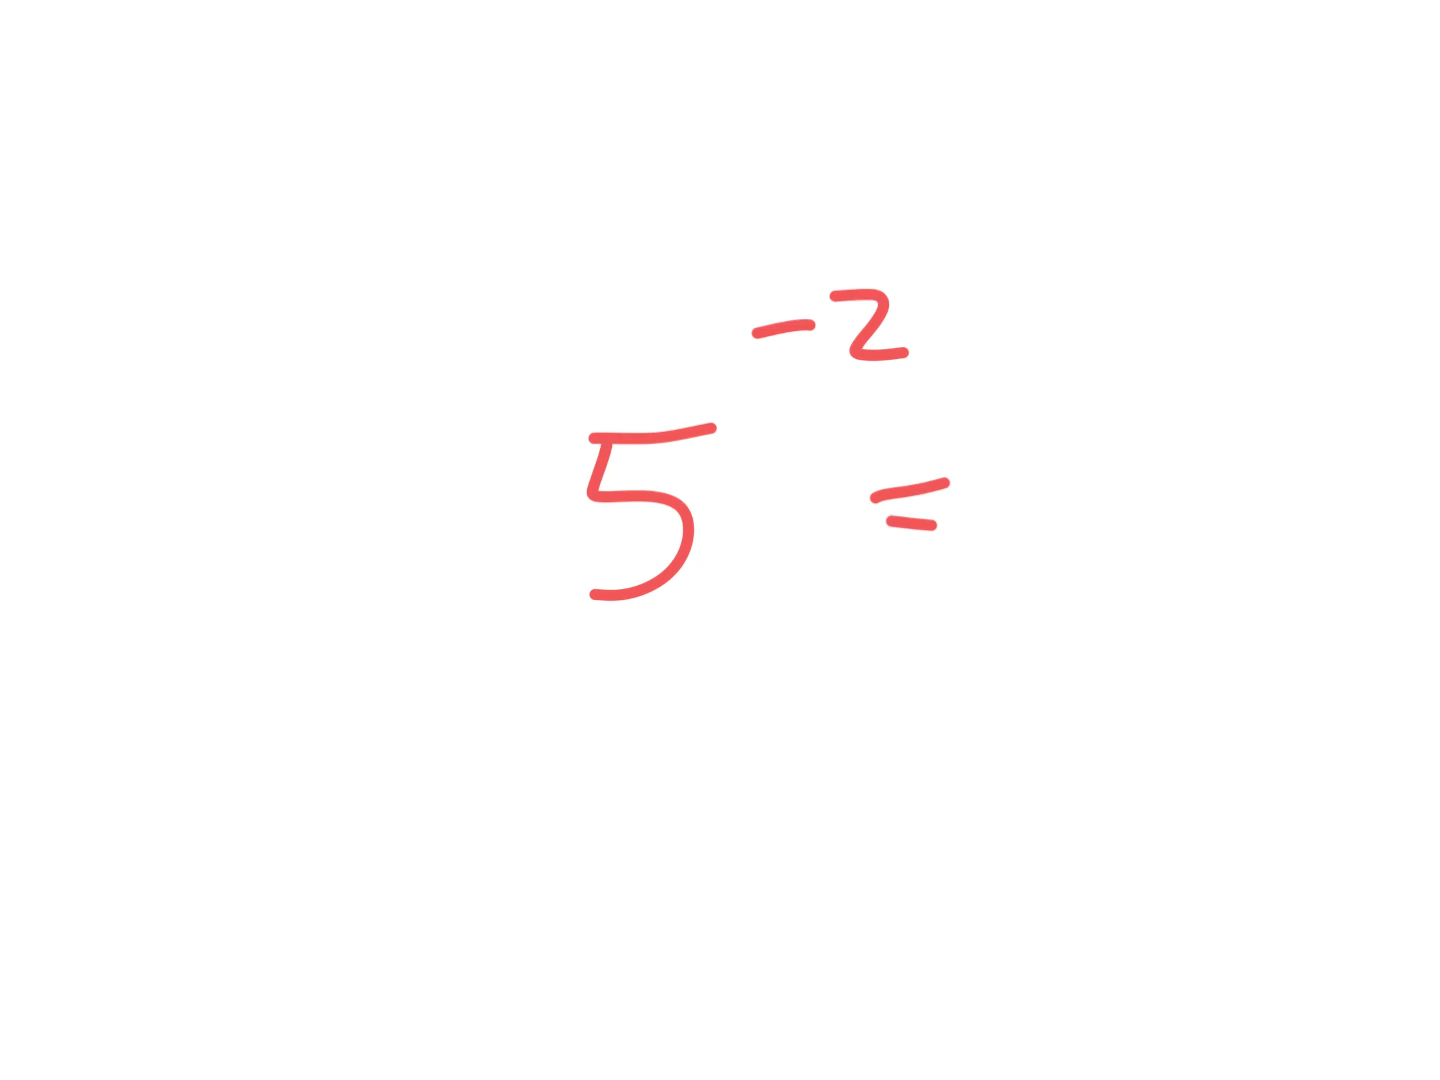 5⁻² =